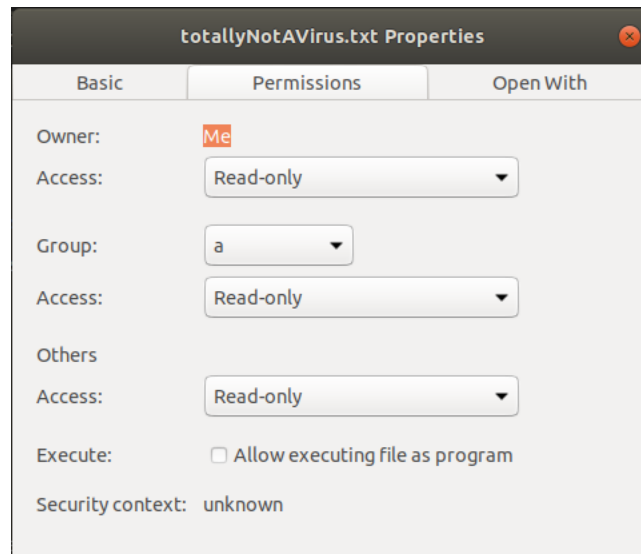 totallyNotAVirus.txt Properties
Basic Permissions Open With
Owner: Me
Access: Read-only
Group: a
Access: Read-only
Others
Access: Read-only
Execute: Allow executing file as program
Security context: unknown